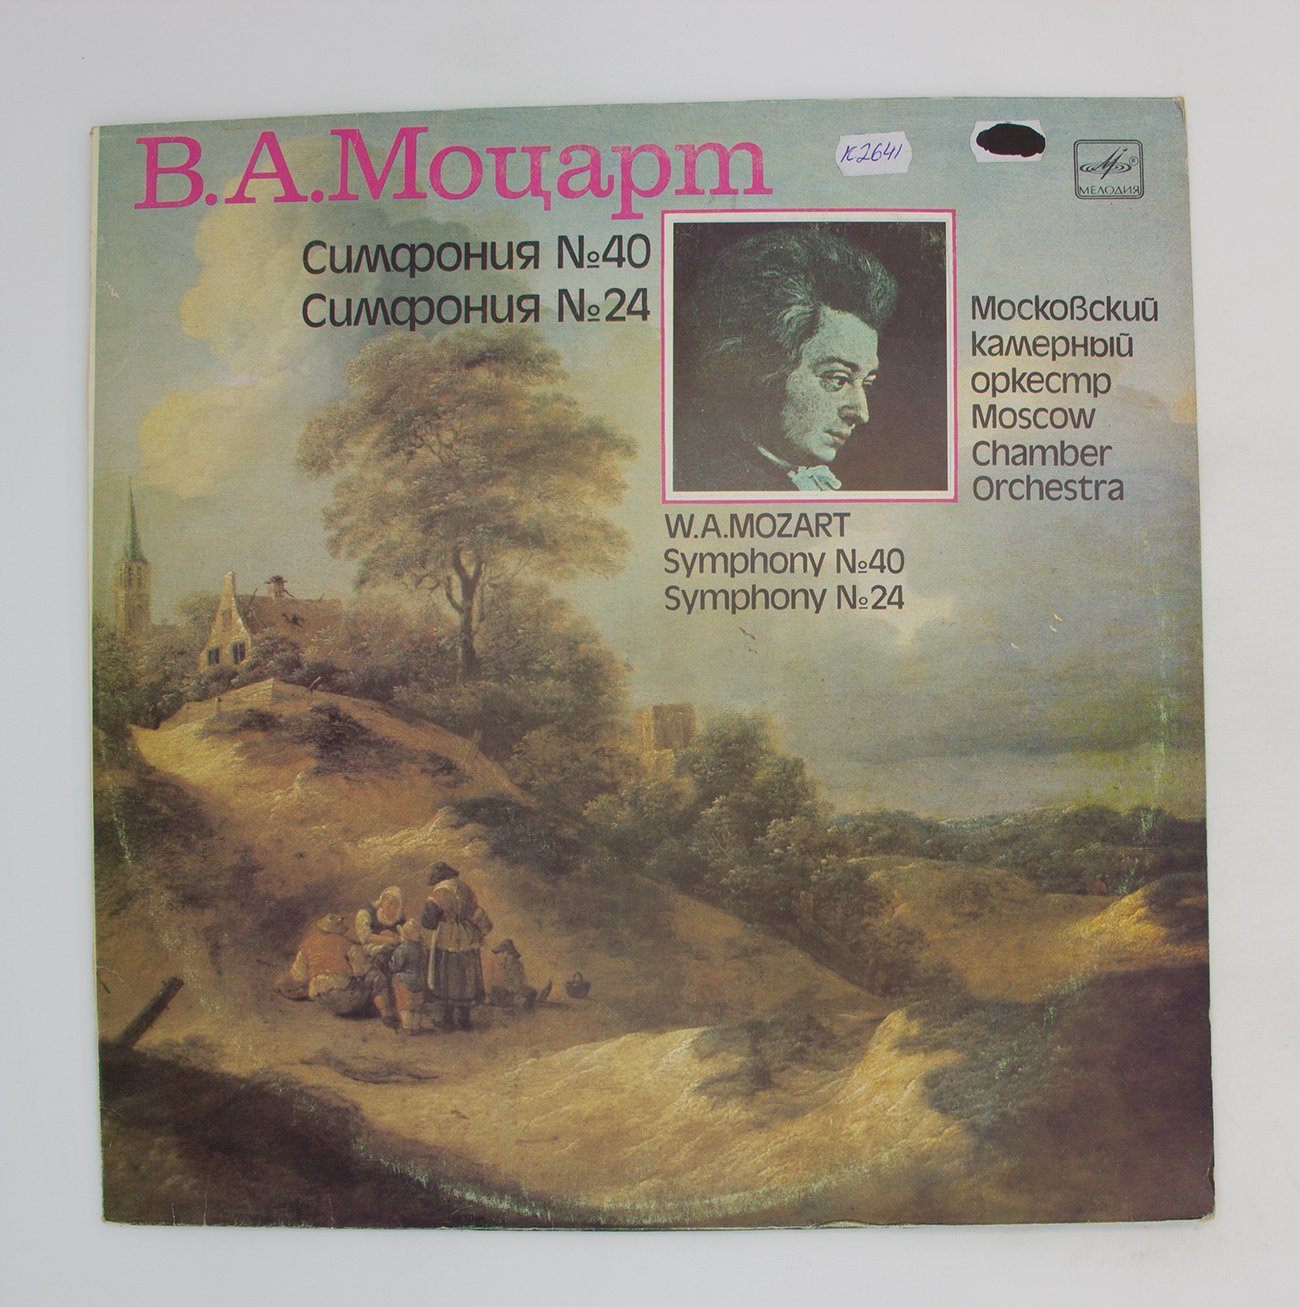 В.А.Моцарт
к2641
МЕЛОДИЯ
Симфония №40
Симфония №24
Московский
камерный
оркестр
Moscow
Chamber
Orchestra
W.A.MOZART
Symphony №40
Symphony №24